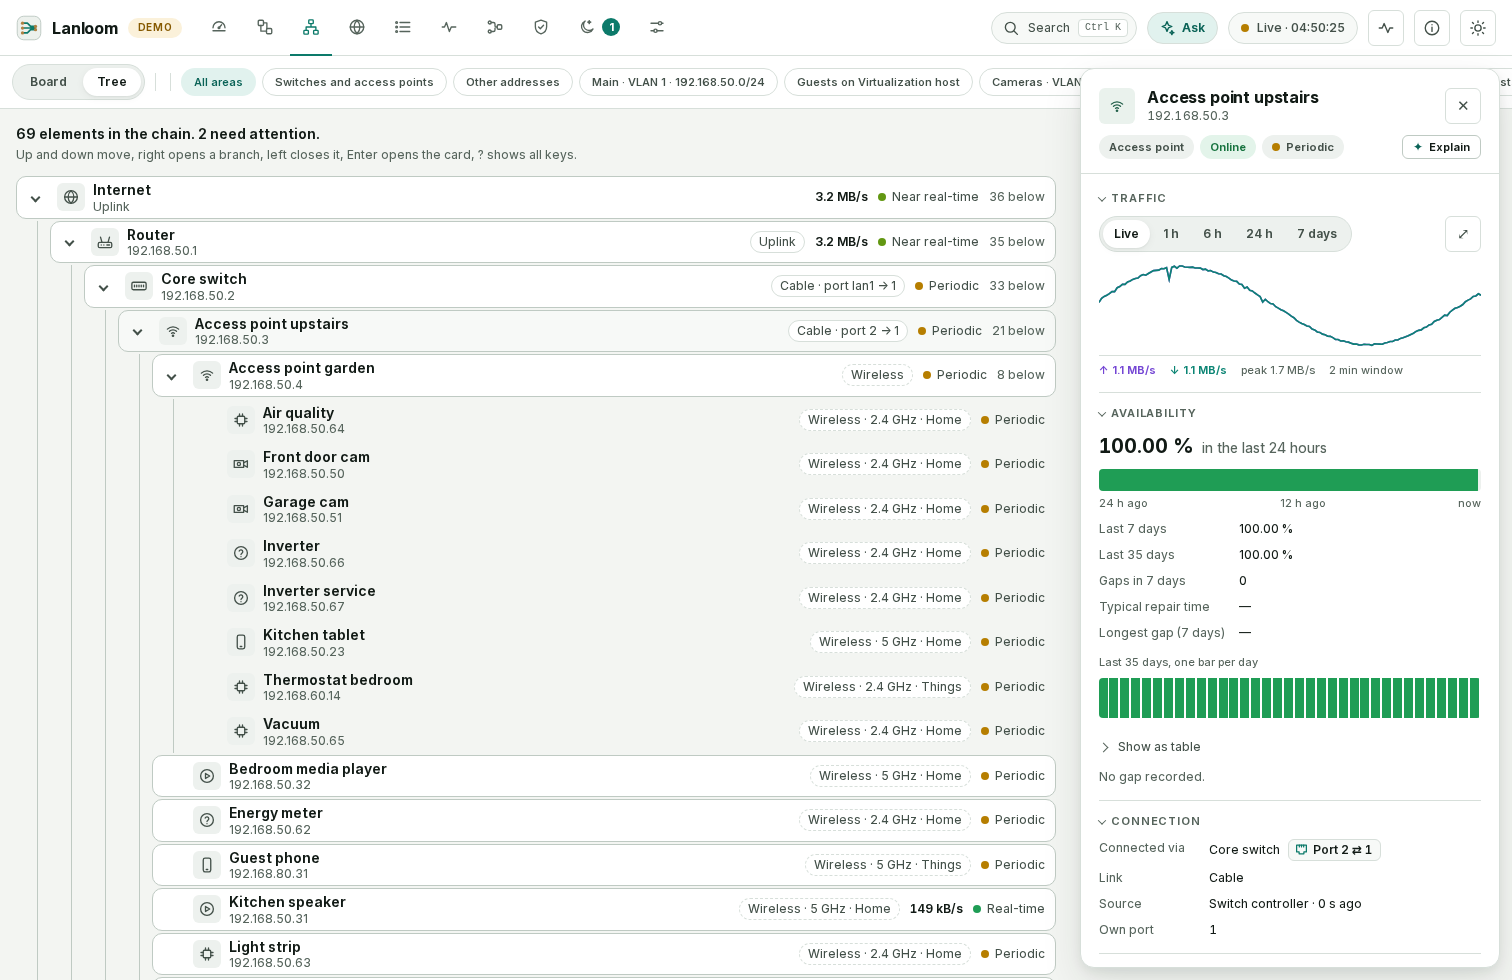 Lanloom DEMO 1 Search Ctrl K Ask Live · 04:50:25
Board Tree All areas Switches and access points Other addresses Main · VLAN 1 · 192.168.50.0/24 Guests on Virtualization host Cameras · VLAN
69 elements in the chain. 2 need attention.
Up and down move, right opens a branch, left closes it, Enter opens the card, ? shows all keys.
Internet
Uplink
3.2 MB/s Near real-time 36 below
Router
192.168.50.1
Uplink 3.2 MB/s Near real-time 35 below
Core switch
192.168.50.2
Cable · port lan1 → 1 Periodic 33 below
Access point upstairs
192.168.50.3
Cable · port 2 → 1 Periodic 21 below
Access point garden
192.168.50.4
Wireless Periodic 8 below
Air quality
192.168.50.64
Wireless · 2.4 GHz · Home Periodic
Front door cam
192.168.50.50
Wireless · 2.4 GHz · Home Periodic
Garage cam
192.168.50.51
Wireless · 2.4 GHz · Home Periodic
Inverter
192.168.50.66
Wireless · 2.4 GHz · Home Periodic
Inverter service
192.168.50.67
Wireless · 2.4 GHz · Home Periodic
Kitchen tablet
192.168.50.23
Wireless · 5 GHz · Home Periodic
Thermostat bedroom
192.168.60.14
Wireless · 2.4 GHz · Things Periodic
Vacuum
192.168.50.65
Wireless · 2.4 GHz · Home Periodic
Bedroom media player
192.168.50.32
Wireless · 5 GHz · Home Periodic
Energy meter
192.168.50.62
Wireless · 2.4 GHz · Home Periodic
Guest phone
192.168.80.31
Wireless · 5 GHz · Things Periodic
Kitchen speaker
192.168.50.31
Wireless · 5 GHz · Home 149 kB/s Real-time
Light strip
192.168.50.63
Wireless · 2.4 GHz · Home Periodic
Access point upstairs
192.168.50.3
Access point Online Periodic Explain
TRAFFIC
Live 1 h 6 h 24 h 7 days
↑ 1.1 MB/s ↓ 1.1 MB/s peak 1.7 MB/s 2 min window
AVAILABILITY
100.00 % in the last 24 hours
24 h ago 12 h ago now
Last 7 days 100.00 %
Last 35 days 100.00 %
Gaps in 7 days 0
Typical repair time —
Longest gap (7 days) —
Last 35 days, one bar per day
Show as table
No gap recorded.
CONNECTION
Connected via Core switch Port 2 ⇄ 1
Link Cable
Source Switch controller · 0 s ago
Own port 1